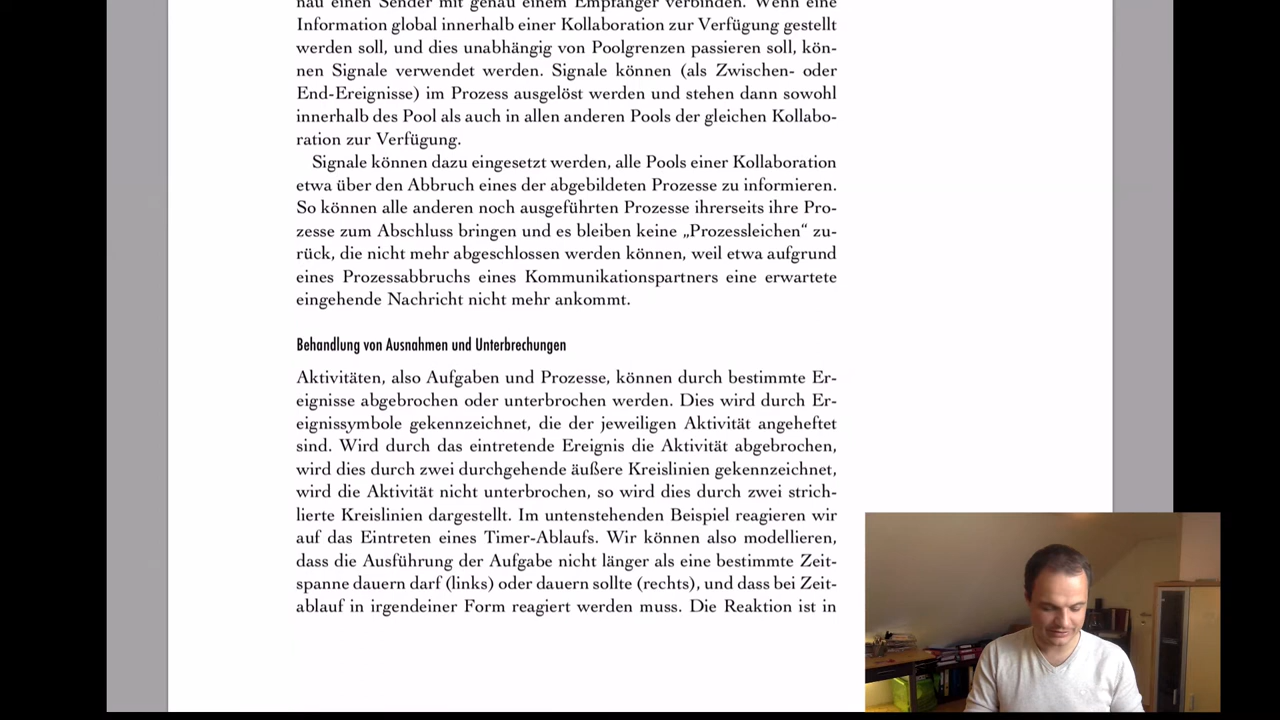 nau einen Sender mit genau einem Empfänger verbinden. Wenn eine
Information global innerhalb einer Kollaboration zur Verfügung gestellt
werden soll, und dies unabhängig von Poolgrenzen passieren soll, kön-
nen Signale verwendet werden. Signale können (als Zwischen- oder
End-Ereignisse) im Prozess ausgelöst werden und stehen dann sowohl
innerhalb des Pool als auch in allen anderen Pools der gleichen Kollabo-
ration zur Verfügung.
Signale können dazu eingesetzt werden, alle Pools einer Kollaboration
etwa über den Abbruch eines der abgebildeten Prozesse zu informieren.
So können alle anderen noch ausgeführten Prozesse ihrerseits ihre Pro-
zesse zum Abschluss bringen und es bleiben keine „Prozessleichen“ zu-
rück, die nicht mehr abgeschlossen werden können, weil etwa aufgrund
eines Prozessabbruchs eines Kommunikationspartners eine erwartete
eingehende Nachricht nicht mehr ankommt.
Behandlung von Ausnahmen und Unterbrechungen
Aktivitäten, also Aufgaben und Prozesse, können durch bestimmte Er-
eignisse abgebrochen oder unterbrochen werden. Dies wird durch Er-
eignissymbole gekennzeichnet, die der jeweiligen Aktivität angeheftet
sind. Wird durch das eintretende Ereignis die Aktivität abgebrochen,
wird dies durch zwei durchgehende äußere Kreislinien gekennzeichnet,
wird die Aktivität nicht unterbrochen, so wird dies durch zwei strich-
lierte Kreislinien dargestellt. Im untenstehenden Beispiel reagieren wir
auf das Eintreten eines Timer-Ablaufs. Wir können also modellieren,
dass die Ausführung der Aufgabe nicht länger als eine bestimmte Zeit-
spanne dauern darf (links) oder dauern sollte (rechts), und dass bei Zeit-
ablauf in irgendeiner Form reagiert werden muss. Die Reaktion ist in